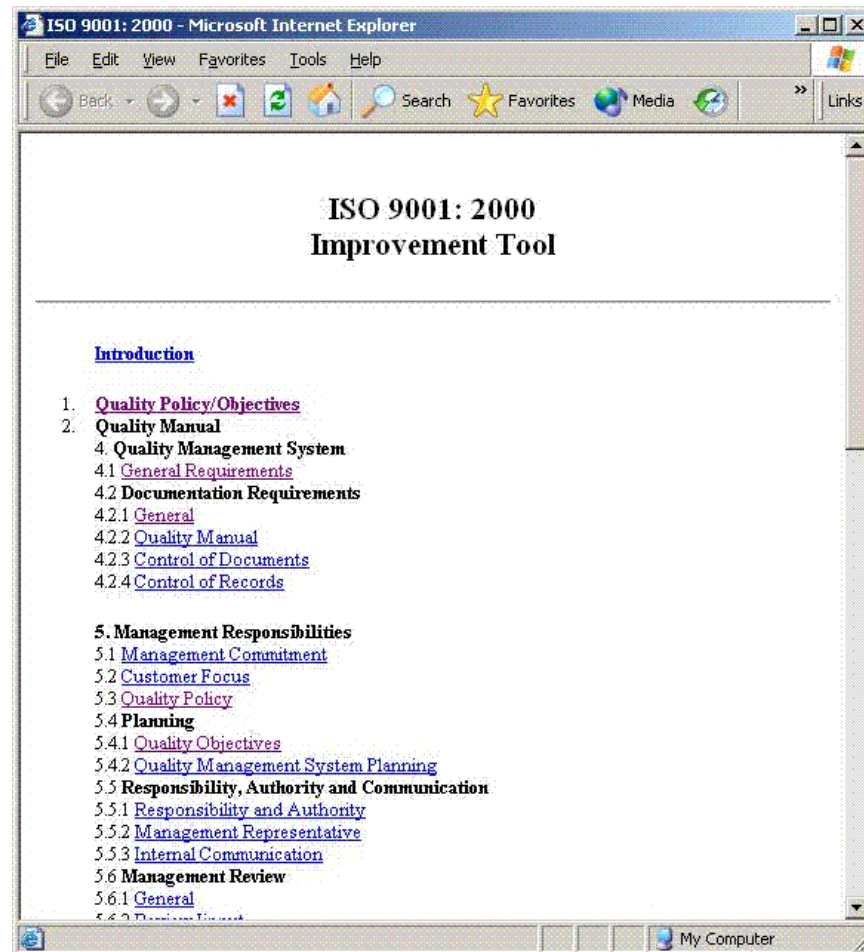 ISO 9001: 2000 - Microsoft Internet Explorer
File Edit View Favorites Tools Help
Back Search Favorites Media » Links
ISO 9001: 2000
Improvement Tool
Introduction
1. Quality Policy/Objectives
2. Quality Manual
4. Quality Management System
4.1 General Requirements
4.2 Documentation Requirements
4.2.1 General
4.2.2 Quality Manual
4.2.3 Control of Documents
4.2.4 Control of Records
5. Management Responsibilities
5.1 Management Commitment
5.2 Customer Focus
5.3 Quality Policy
5.4 Planning
5.4.1 Quality Objectives
5.4.2 Quality Management System Planning
5.5 Responsibility, Authority and Communication
5.5.1 Responsibility and Authority
5.5.2 Management Representative
5.5.3 Internal Communication
5.6 Management Review
5.6.1 General
My Computer